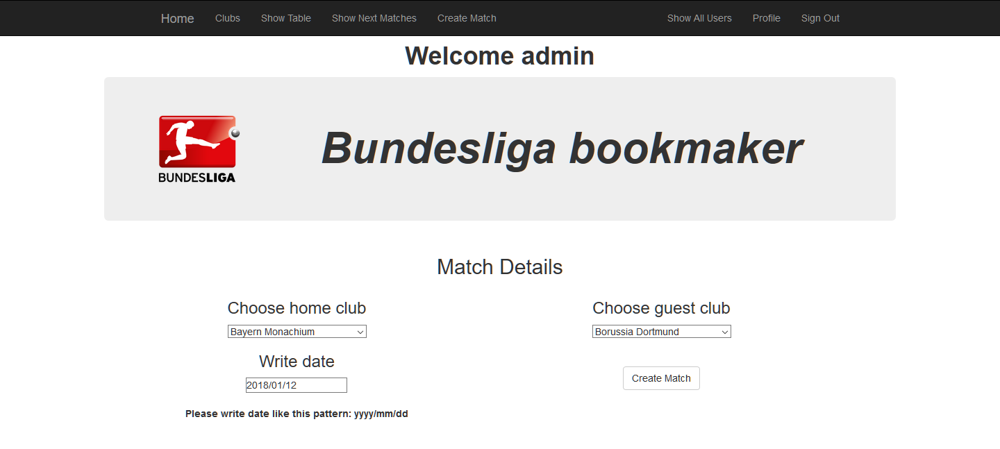 Home Clubs Show Table Show Next Matches Create Match Show All Users Profile Sign Out
Welcome admin
Bundesliga bookmaker
BUNDESLIGA
Match Details
Choose home club Choose guest club
Bayern Monachium Borussia Dortmund
Write date
2018/01/12 Create Match
Please write date like this pattern: yyyy/mm/dd